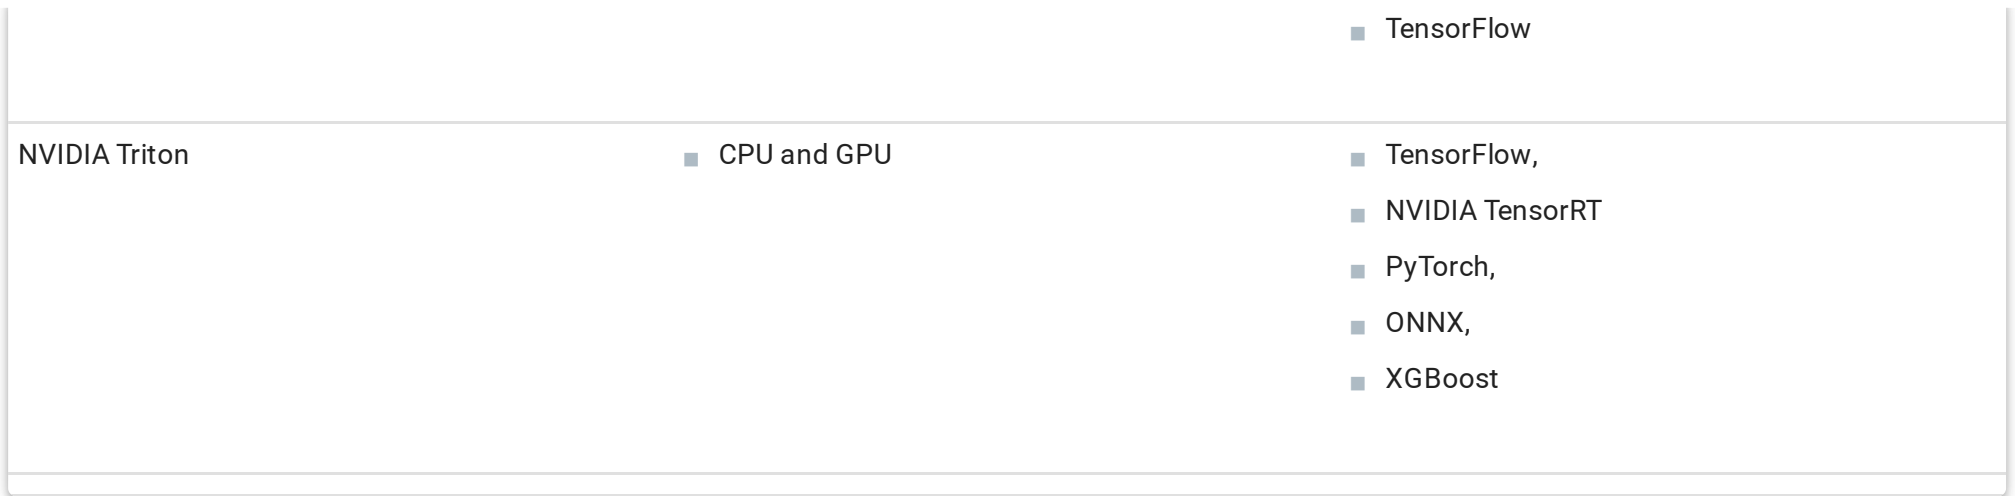 TensorFlow
NVIDIA Triton
CPU and GPU
TensorFlow,
NVIDIA TensorRT
PyTorch,
ONNX,
XGBoost